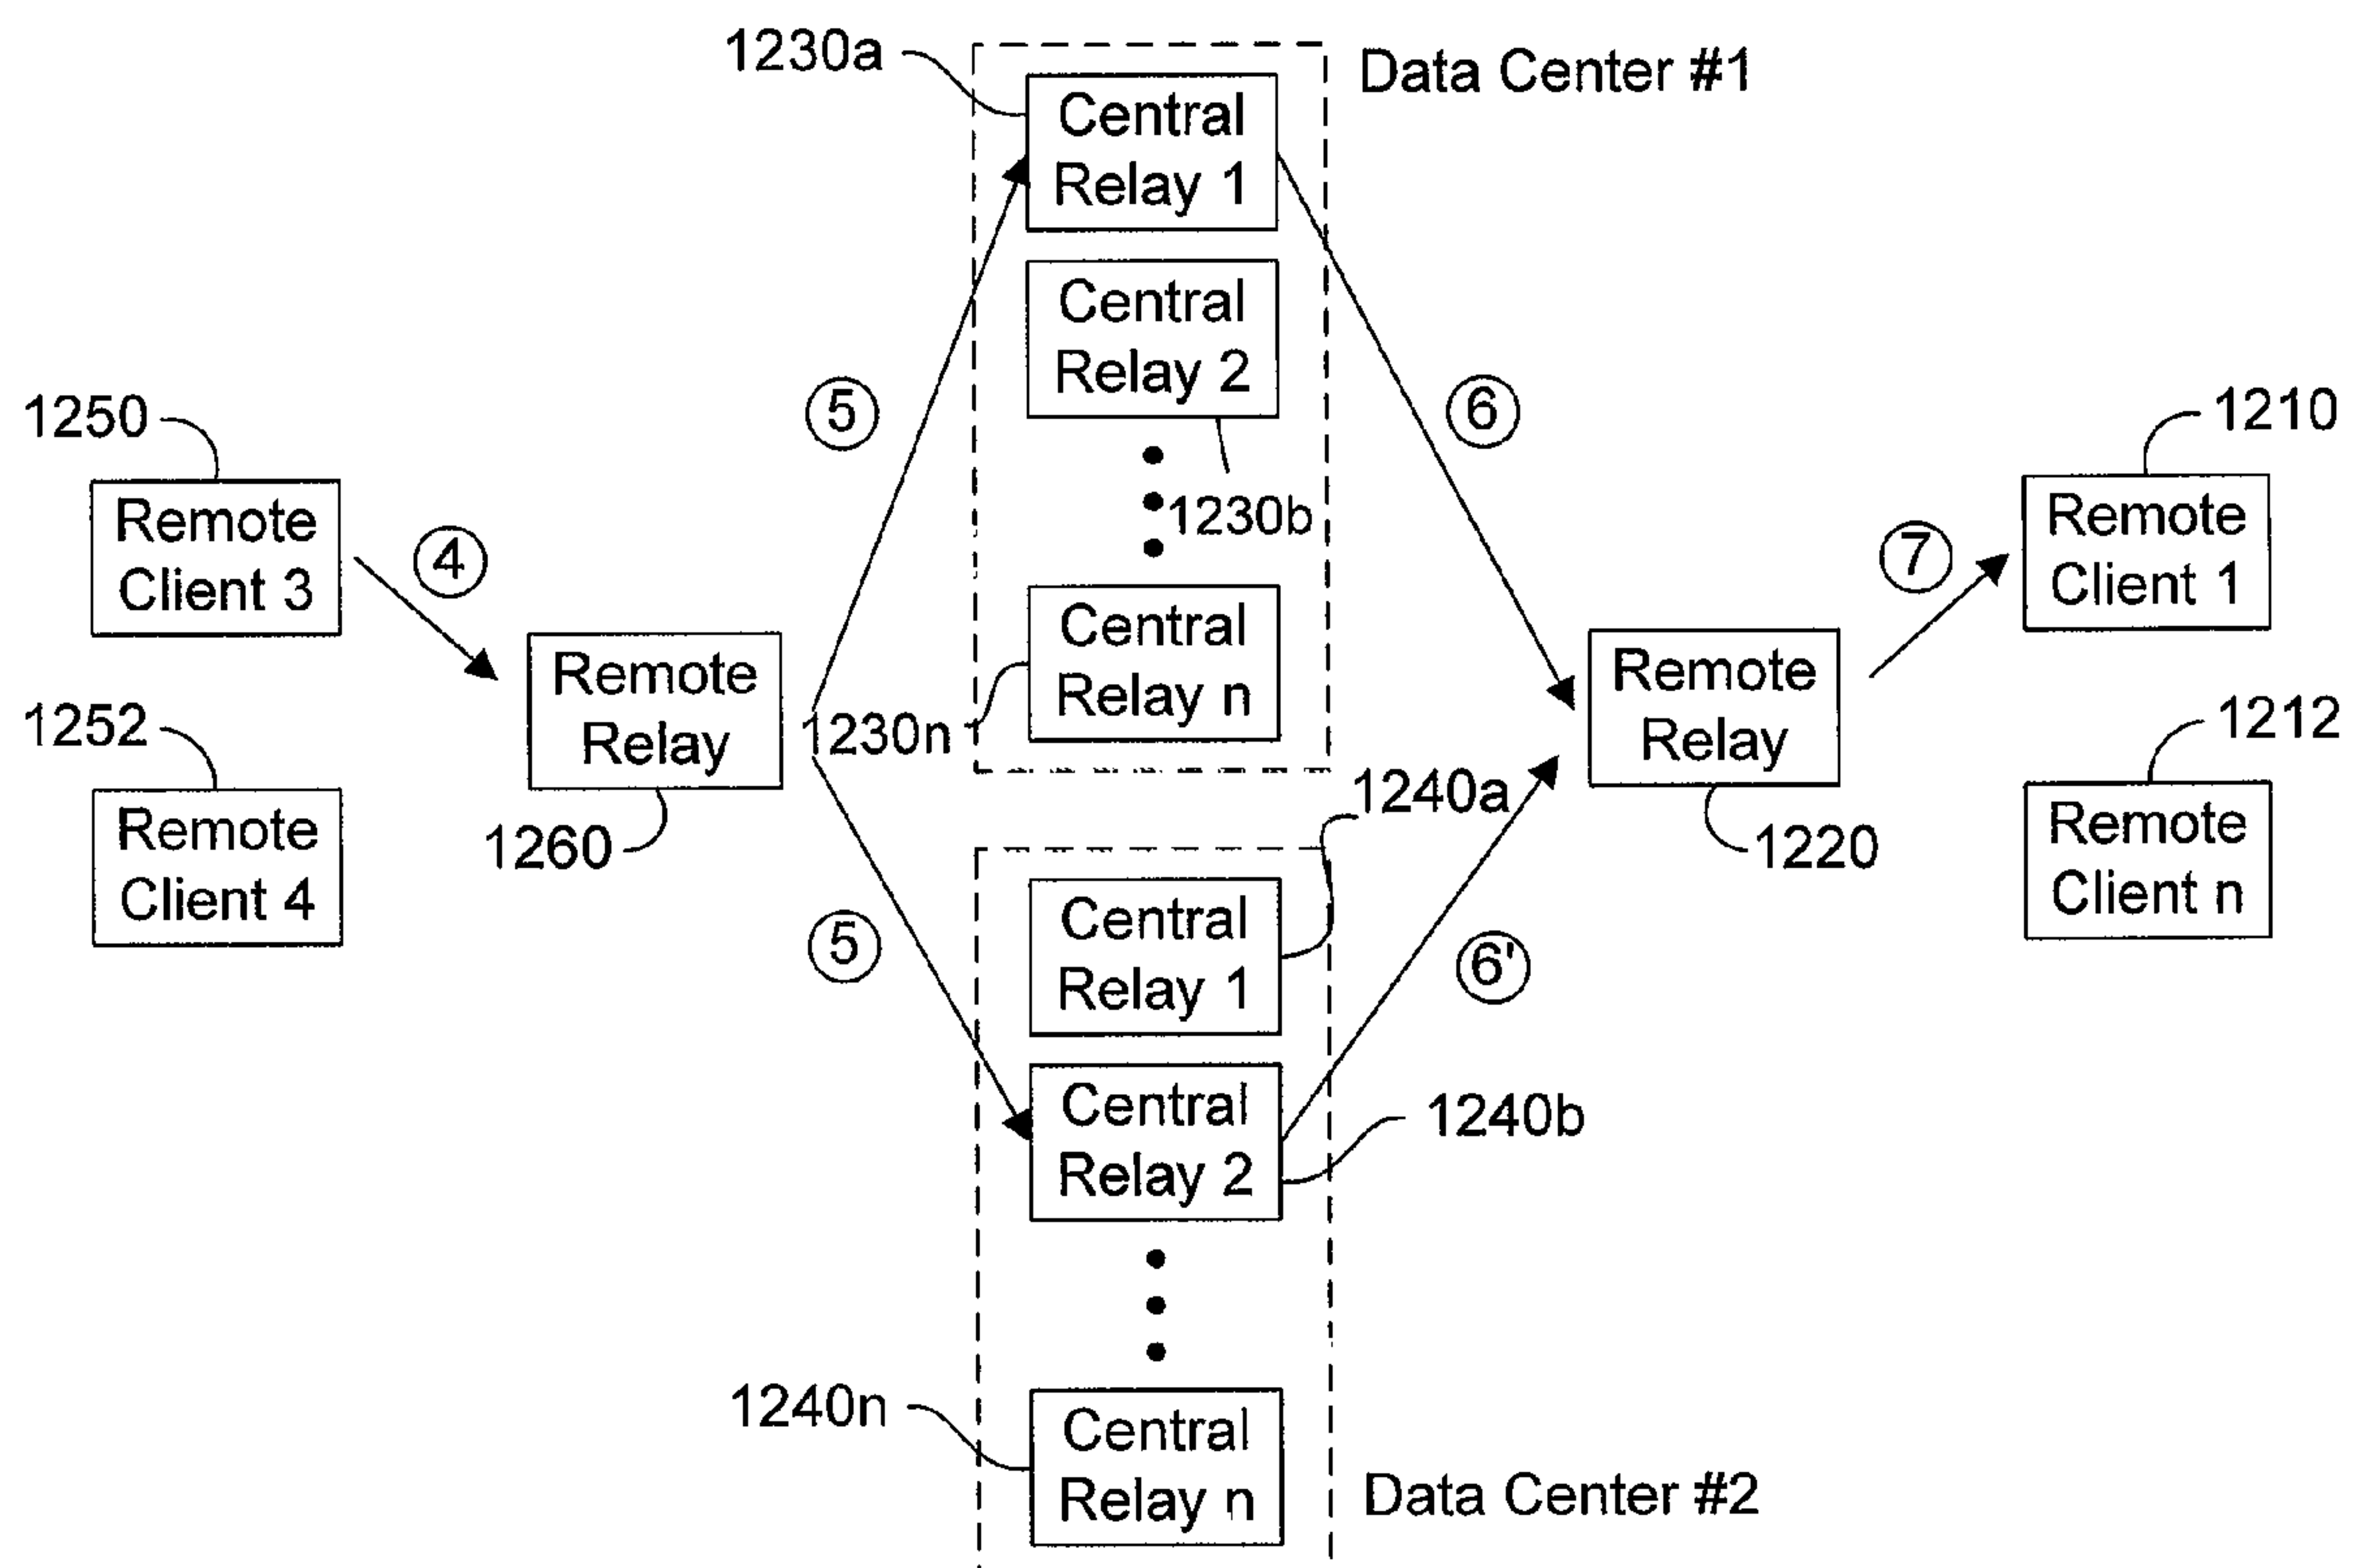 1230a
Data Center #1
Central
Relay 1
Central
Relay 2
1230b
Central
Relay n
1230n
5
6
1250
Remote
Client 3
4
1252
Remote
Client 4
Remote
Relay
1260
1210
Remote
Client 1
7
Remote
Relay
1220
1212
Remote
Client n
1240a
Central
Relay 1
5
6'
Central
Relay 2
1240b
1240n
Central
Relay n
Data Center #2